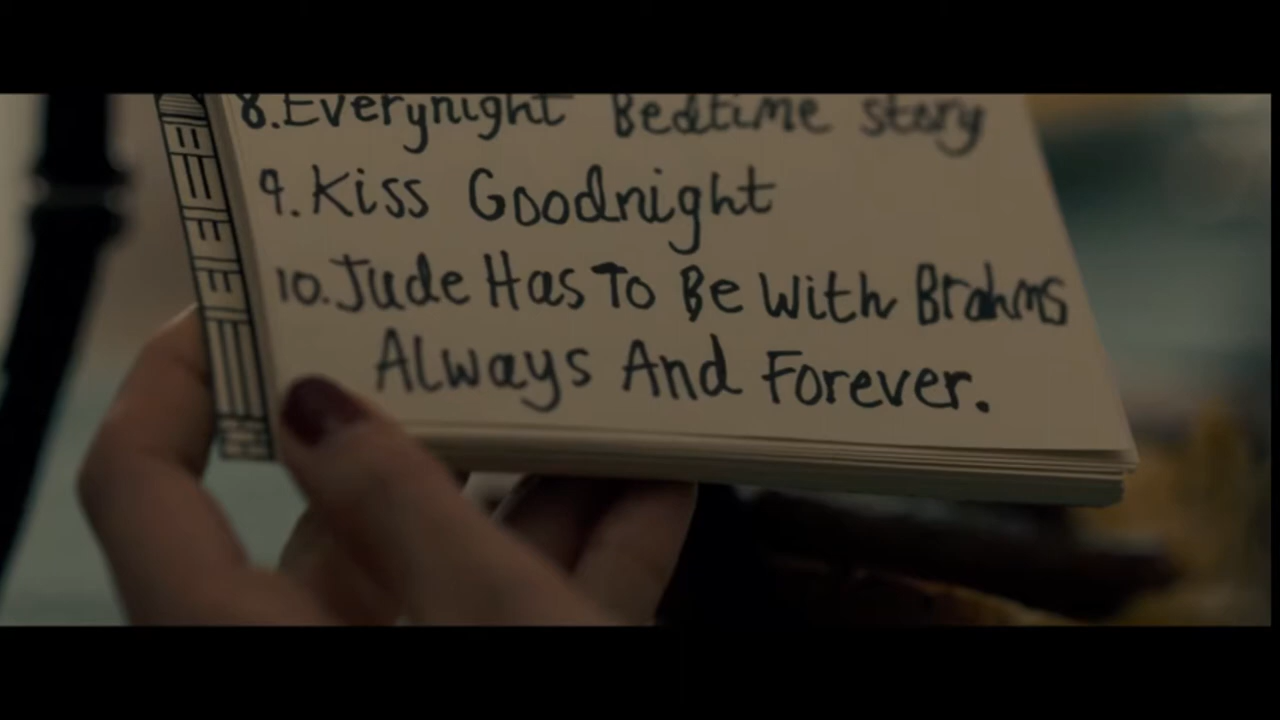 8. Everynight Bedtime story
9. Kiss Goodnight
10. Jude Has To Be With Brahms
Always And Forever.